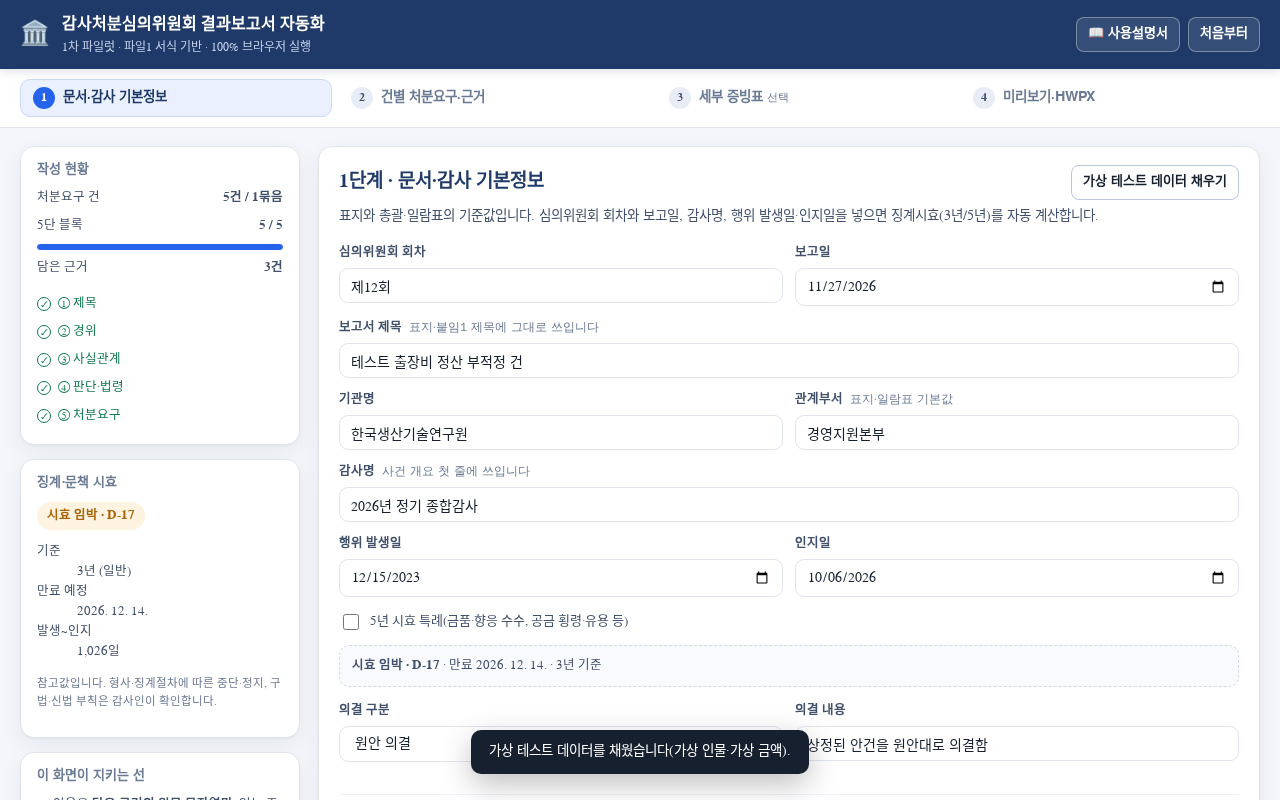 감사처분심의위원회 결과보고서 자동화
1차 파일럿 · 파일1 서식 기반 · 100% 브라우저 실행
📖 사용설명서
처음부터
1 문서·감사 기본정보
2 건별 처분요구·근거
3 세부 증빙표 선택
4 미리보기·HWPX
작성 현황
처분요구 건 5건 / 1묶음
5단 블록 5 / 5
담은 근거 3건
✓ ① 제목
✓ ② 경위
✓ ③ 사실관계
✓ ④ 판단·법령
✓ ⑤ 처분요구
징계·문책 시효
시효 임박 · D-17
기준
3년 (일반)
만료 예정
2026. 12. 14.
발생~인지
1,026일
참고값입니다. 형사·징계절차에 따른 중단·정지, 구
법·신법 부칙은 감사인이 확인합니다.
이 화면이 지키는 선
1단계 · 문서·감사 기본정보
가상 테스트 데이터 채우기
표지와 총괄·일람표의 기준값입니다. 심의위원회 회차와 보고일, 감사명, 행위 발생일·인지일을 넣으면 징계시효(3년/5년)를 자동 계산합니다.
심의위원회 회차
제12회
보고일
11/27/2026
보고서 제목 표지·붙임1 제목에 그대로 쓰입니다
테스트 출장비 정산 부적정 건
기관명
한국생산기술연구원
관계부서 표지·일람표 기본값
경영지원본부
감사명 사건 개요 첫 줄에 쓰입니다
2026년 정기 종합감사
행위 발생일
12/15/2023
인지일
10/06/2026
5년 시효 특례(금품·향응 수수, 공금 횡령·유용 등)
시효 임박 · D-17 · 만료 2026. 12. 14. · 3년 기준
의결 구분
원안 의결
의결 내용
상정된 안건을 원안대로 의결함
가상 테스트 데이터를 채웠습니다(가상 인물·가상 금액).